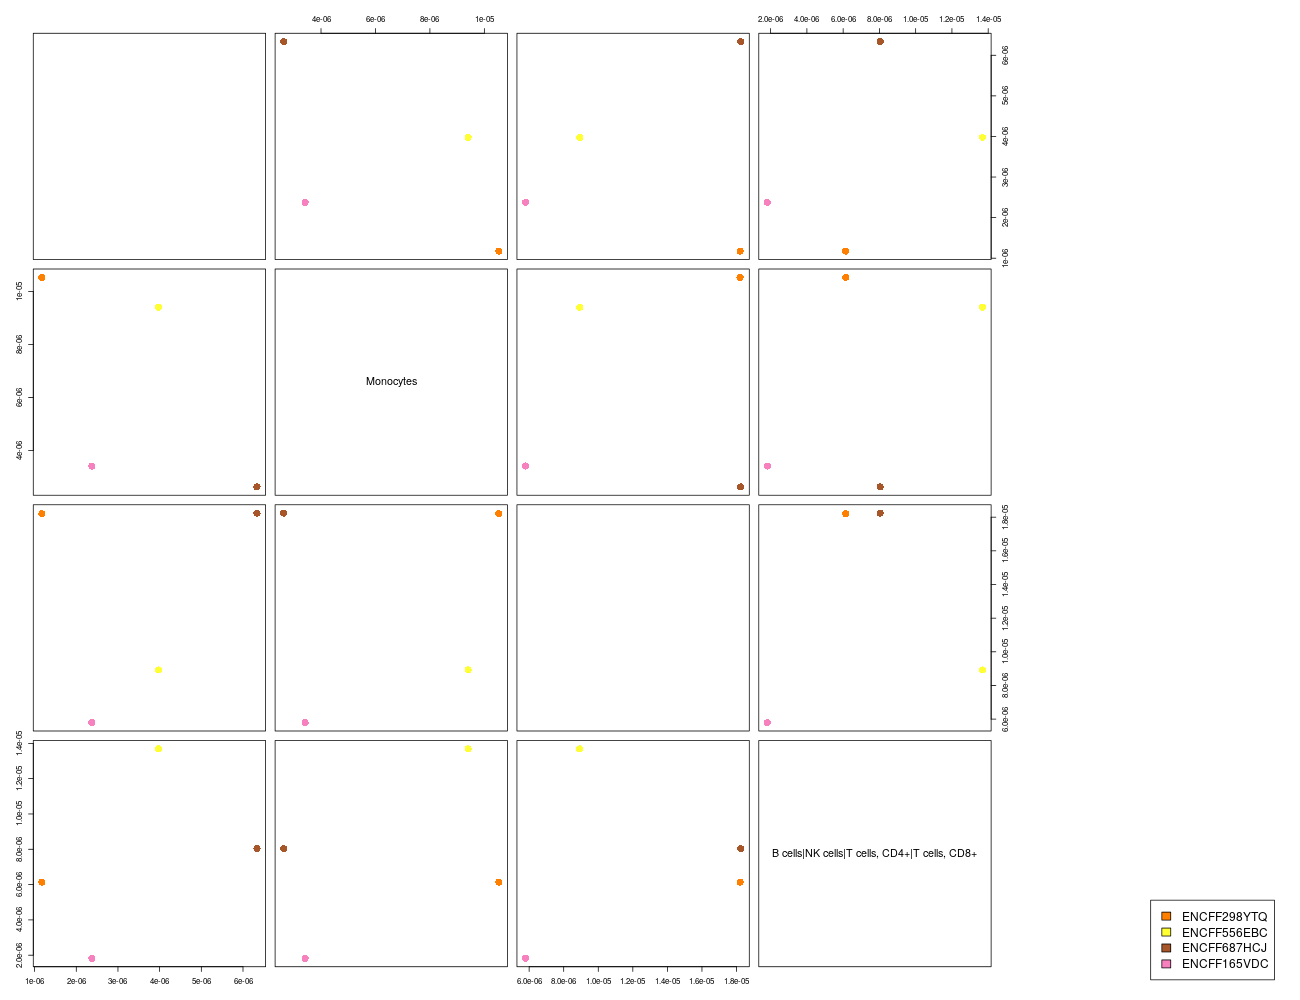 4e-06 6e-06 8e-06 1e-05
2.0e-06 4.0e-06 6.0e-06 8.0e-06 1.0e-05 1.2e-05 1.4e-05
1e-06 2e-06 3e-06 4e-06 5e-06 6e-06
4e-06 6e-06 8e-06 1e-05
Monocytes
6.0e-06 8.0e-06 1.0e-05 1.2e-05 1.4e-05 1.6e-05 1.8e-05
2.0e-06 4.0e-06 6.0e-06 8.0e-06 1.0e-05 1.2e-05 1.4e-05
B cells|NK cells|T cells, CD4+|T cells, CD8+
1e-06 2e-06 3e-06 4e-06 5e-06 6e-06
6.0e-06 8.0e-06 1.0e-05 1.2e-05 1.4e-05 1.6e-05 1.8e-05
ENCFF298YTQ
ENCFF556EBC
ENCFF687HCJ
ENCFF165VDC